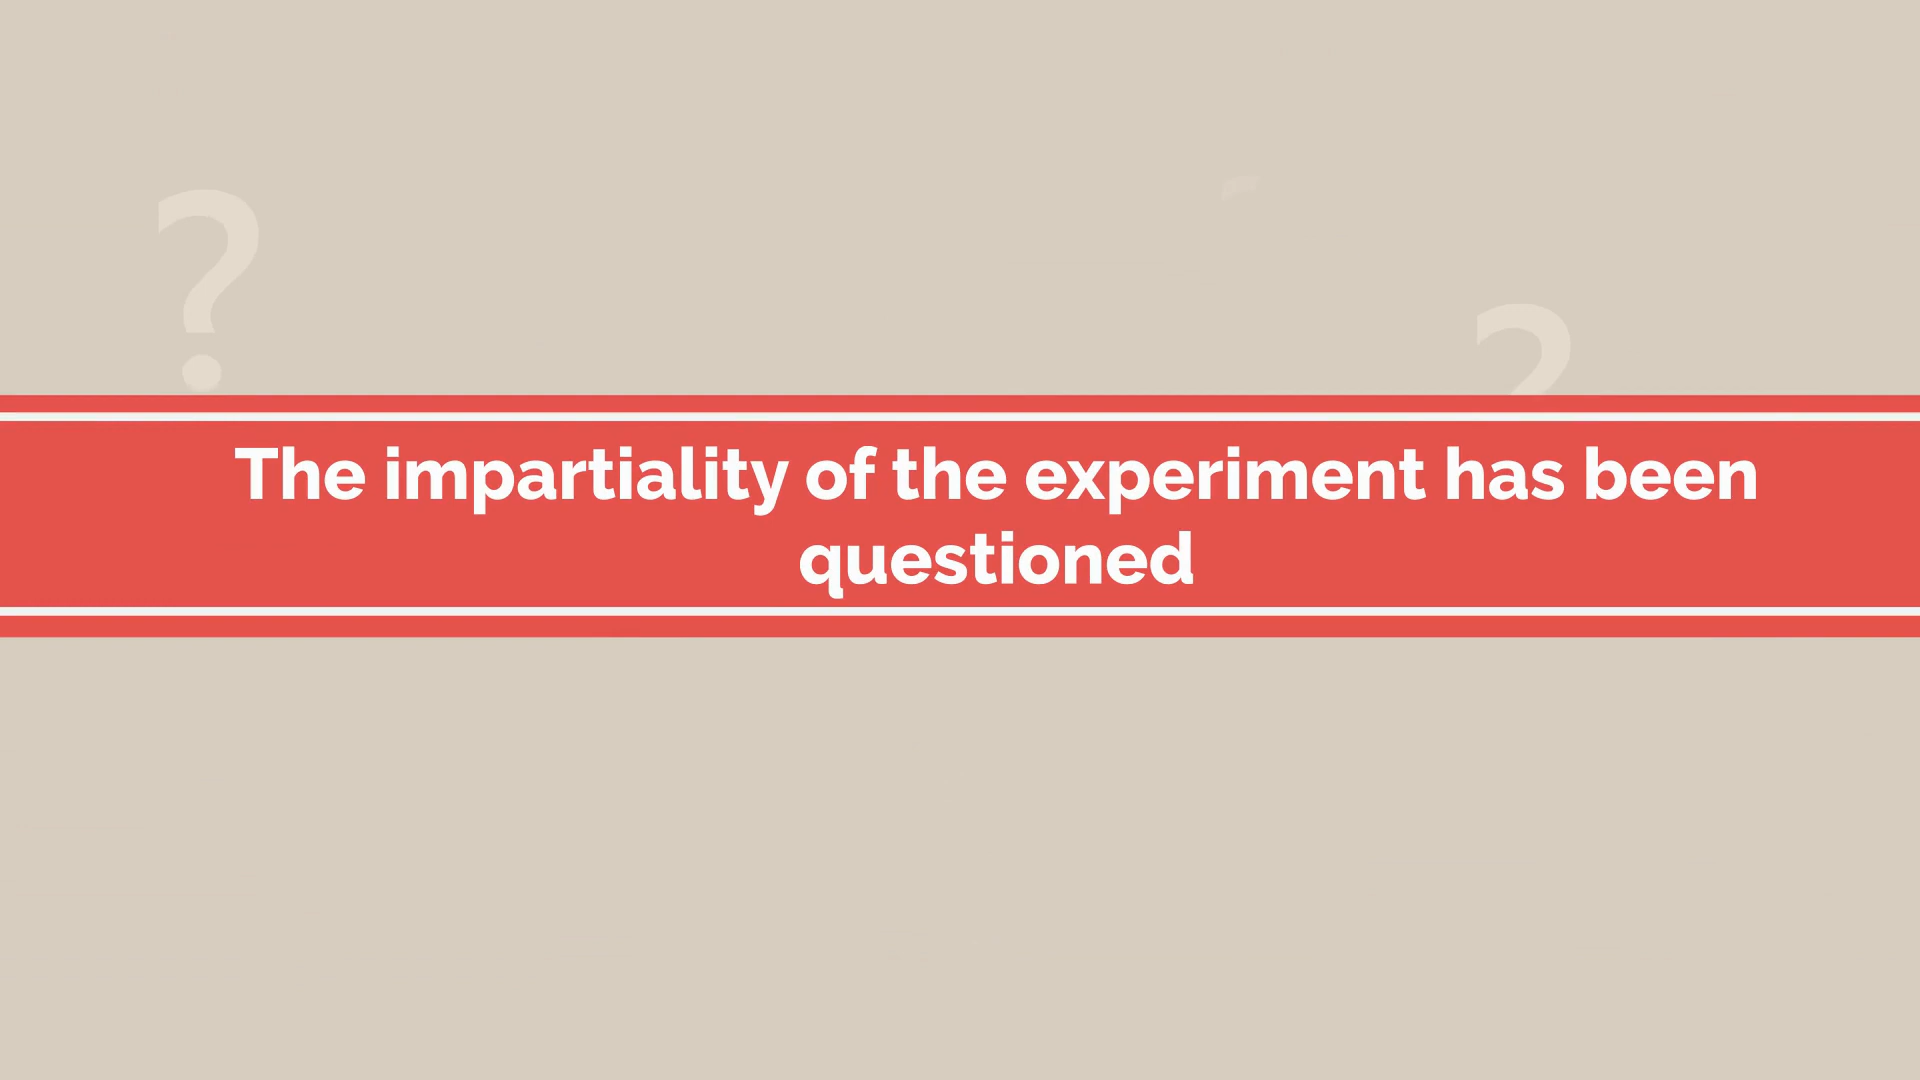 ?
?
The impartiality of the experiment has been
questioned